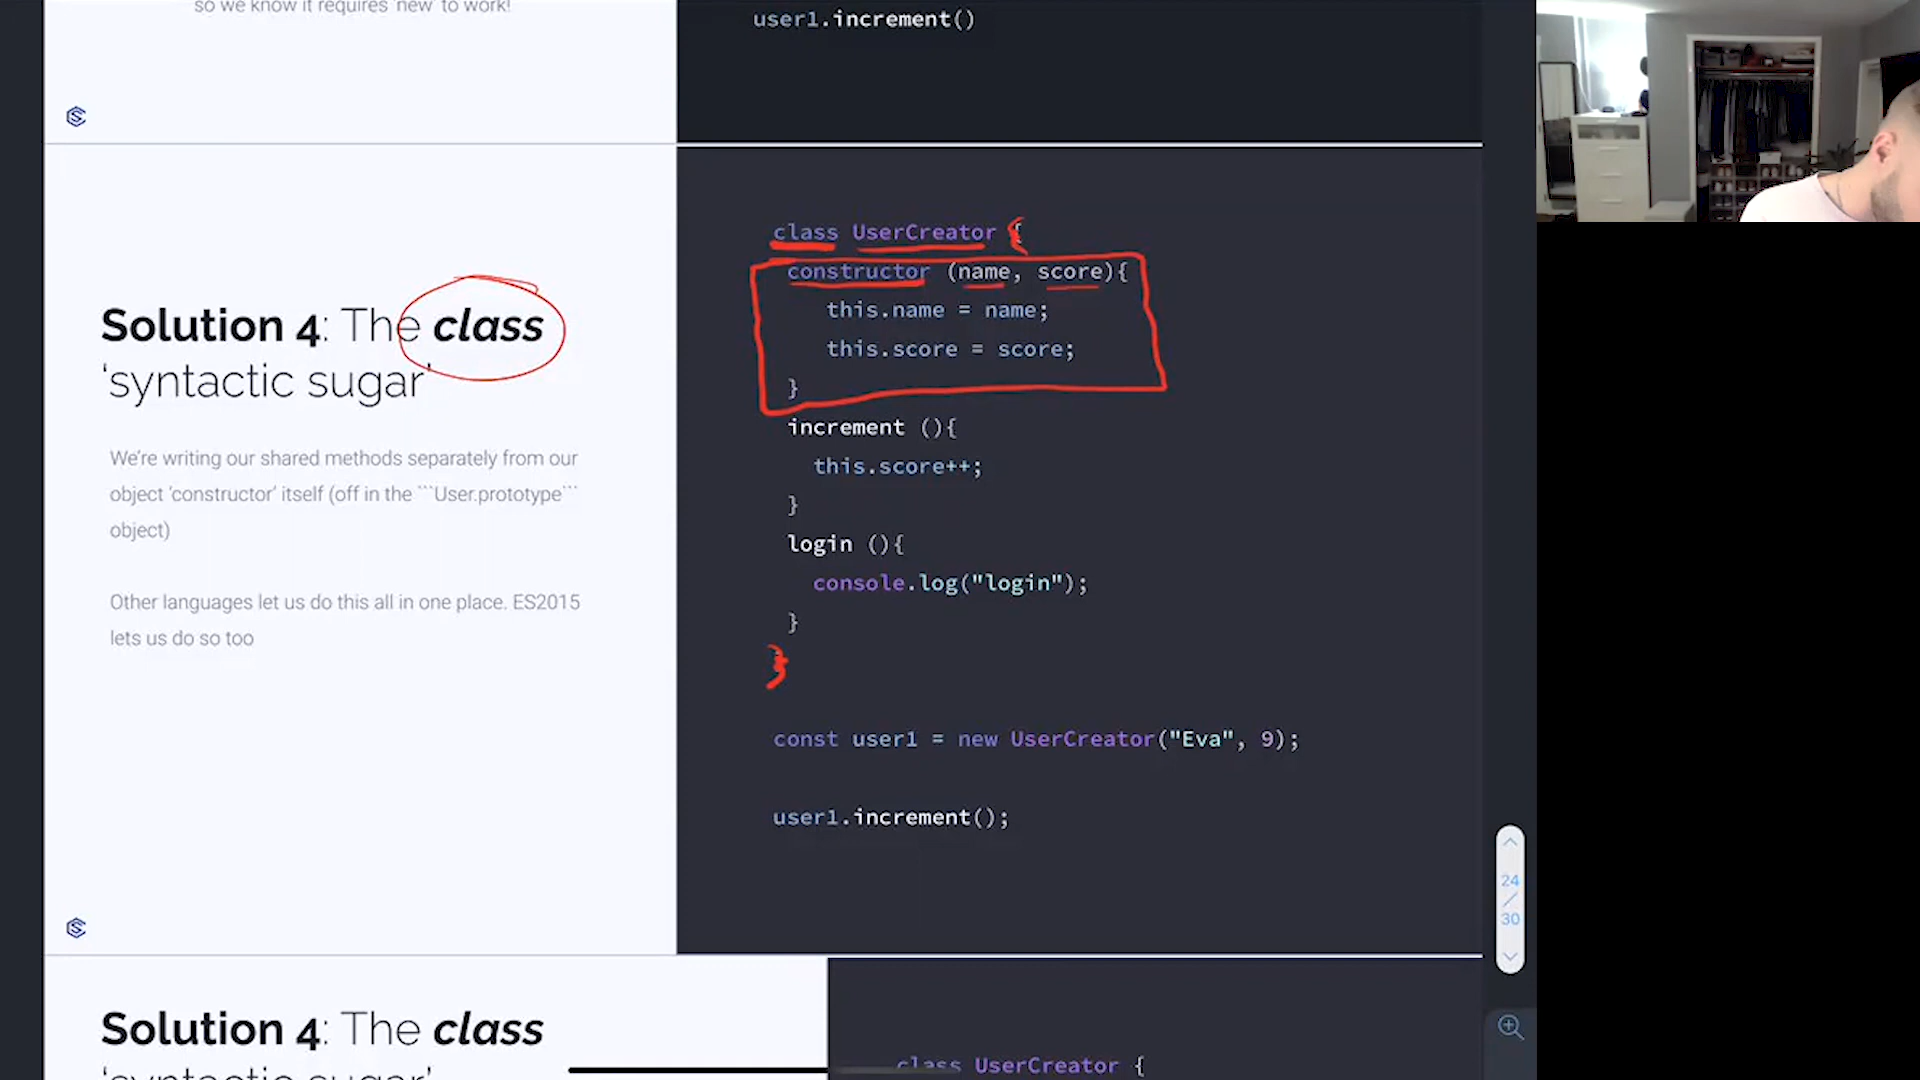 so we know it requires 'new' to work!
user1.increment()
Solution 4: The class
'syntactic sugar'
We're writing our shared methods separately from our
object 'constructor' itself (off in the ```User.prototype```
object)
Other languages let us do this all in one place. ES2015
lets us do so too
class UserCreator {
constructor (name, score){
this.name = name;
this.score = score;
}
increment (){
this.score++;
}
login (){
console.log("login");
}
}
const user1 = new UserCreator("Eva", 9);
user1.increment();
24
/
30
Solution 4: The class
'syntactic sugar'
class UserCreator {